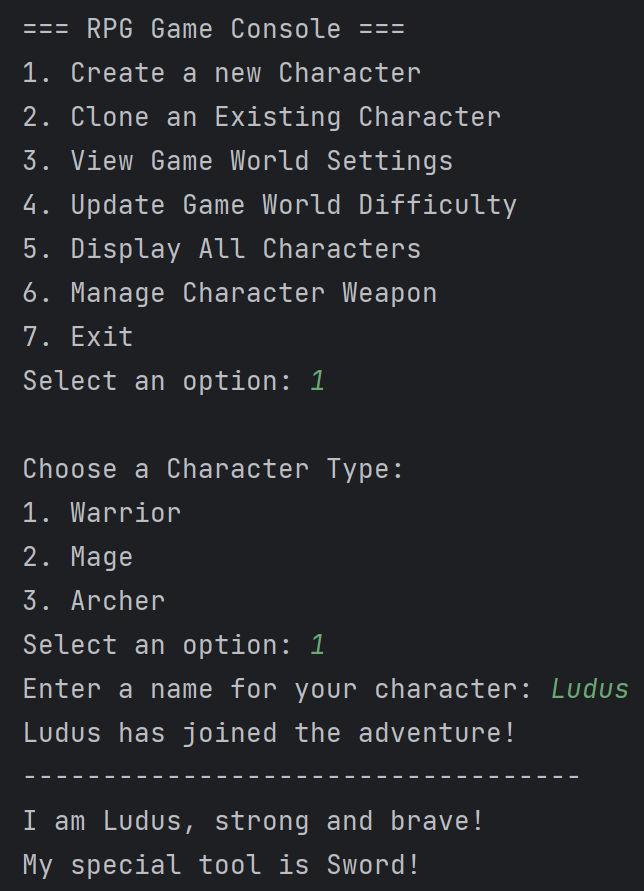 === RPG Game Console ===
1. Create a new Character
2. Clone an Existing Character
3. View Game World Settings
4. Update Game World Difficulty
5. Display All Characters
6. Manage Character Weapon
7. Exit
Select an option: 1
Choose a Character Type:
1. Warrior
2. Mage
3. Archer
Select an option: 1
Enter a name for your character: Ludus
Ludus has joined the adventure!
-----------------------------------
I am Ludus, strong and brave!
My special tool is Sword!